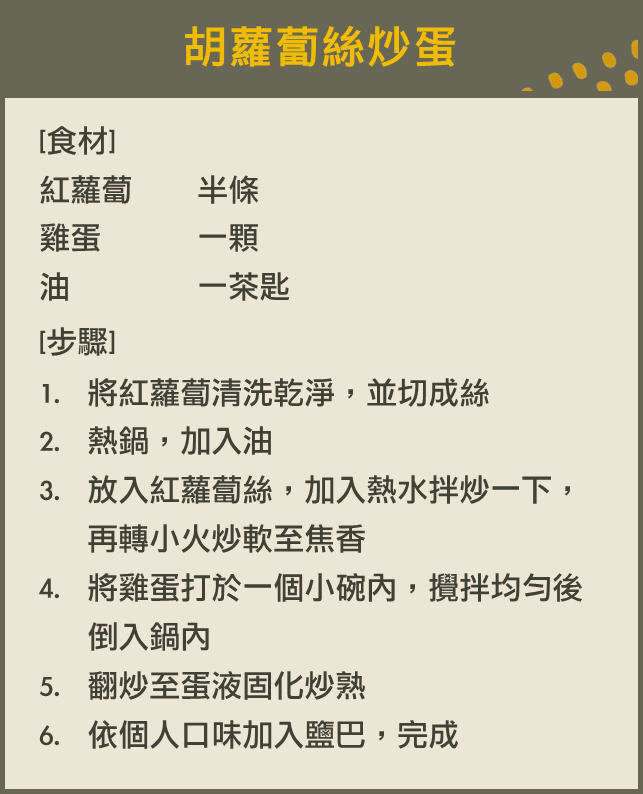 胡蘿蔔絲炒蛋
[食材]
紅蘿蔔 半條
雞蛋 一顆
油 一茶匙
[步驟]
1. 將紅蘿蔔清洗乾淨，並切成絲
2. 熱鍋，加入油
3. 放入紅蘿蔔絲，加入熱水拌炒一下，
再轉小火炒軟至焦香
4. 將雞蛋打於一個小碗內，攪拌均勻後
倒入鍋內
5. 翻炒至蛋液固化炒熟
6. 依個人口味加入鹽巴，完成